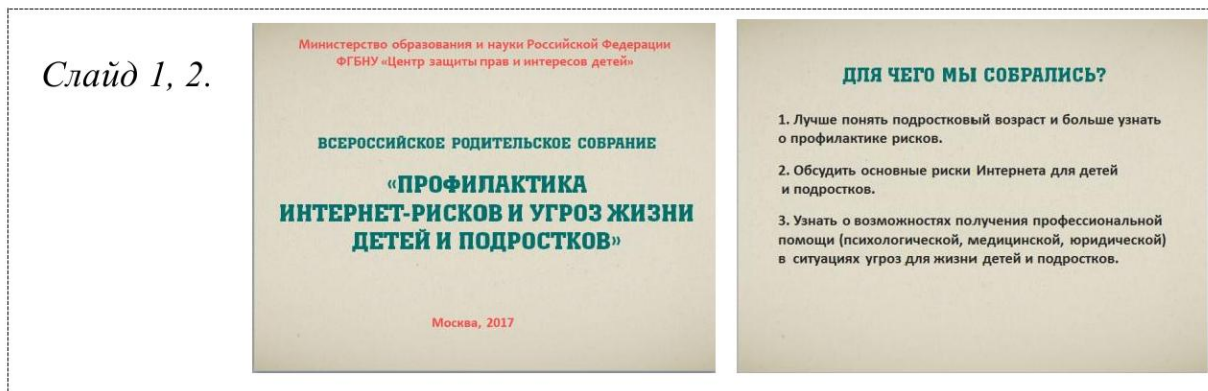 Слайд 1, 2.
Министерство образования и науки Российской Федерации
ФГБНУ «Центр защиты прав и интересов детей»
ВСЕРОССИЙСКОЕ РОДИТЕЛЬСКОЕ СОБРАНИЕ
«ПРОФИЛАКТИКА
ИНТЕРНЕТ-РИСКОВ И УГРОЗ ЖИЗНИ
ДЕТЕЙ И ПОДРОСТКОВ»
Москва, 2017
ДЛЯ ЧЕГО МЫ СОБРАЛИСЬ?
1. Лучше понять подростковый возраст и больше узнать
о профилактике рисков.
2. Обсудить основные риски Интернета для детей
и подростков.
3. Узнать о возможностях получения профессиональной
помощи (психологической, медицинской, юридической)
в ситуациях угроз для жизни детей и подростков.